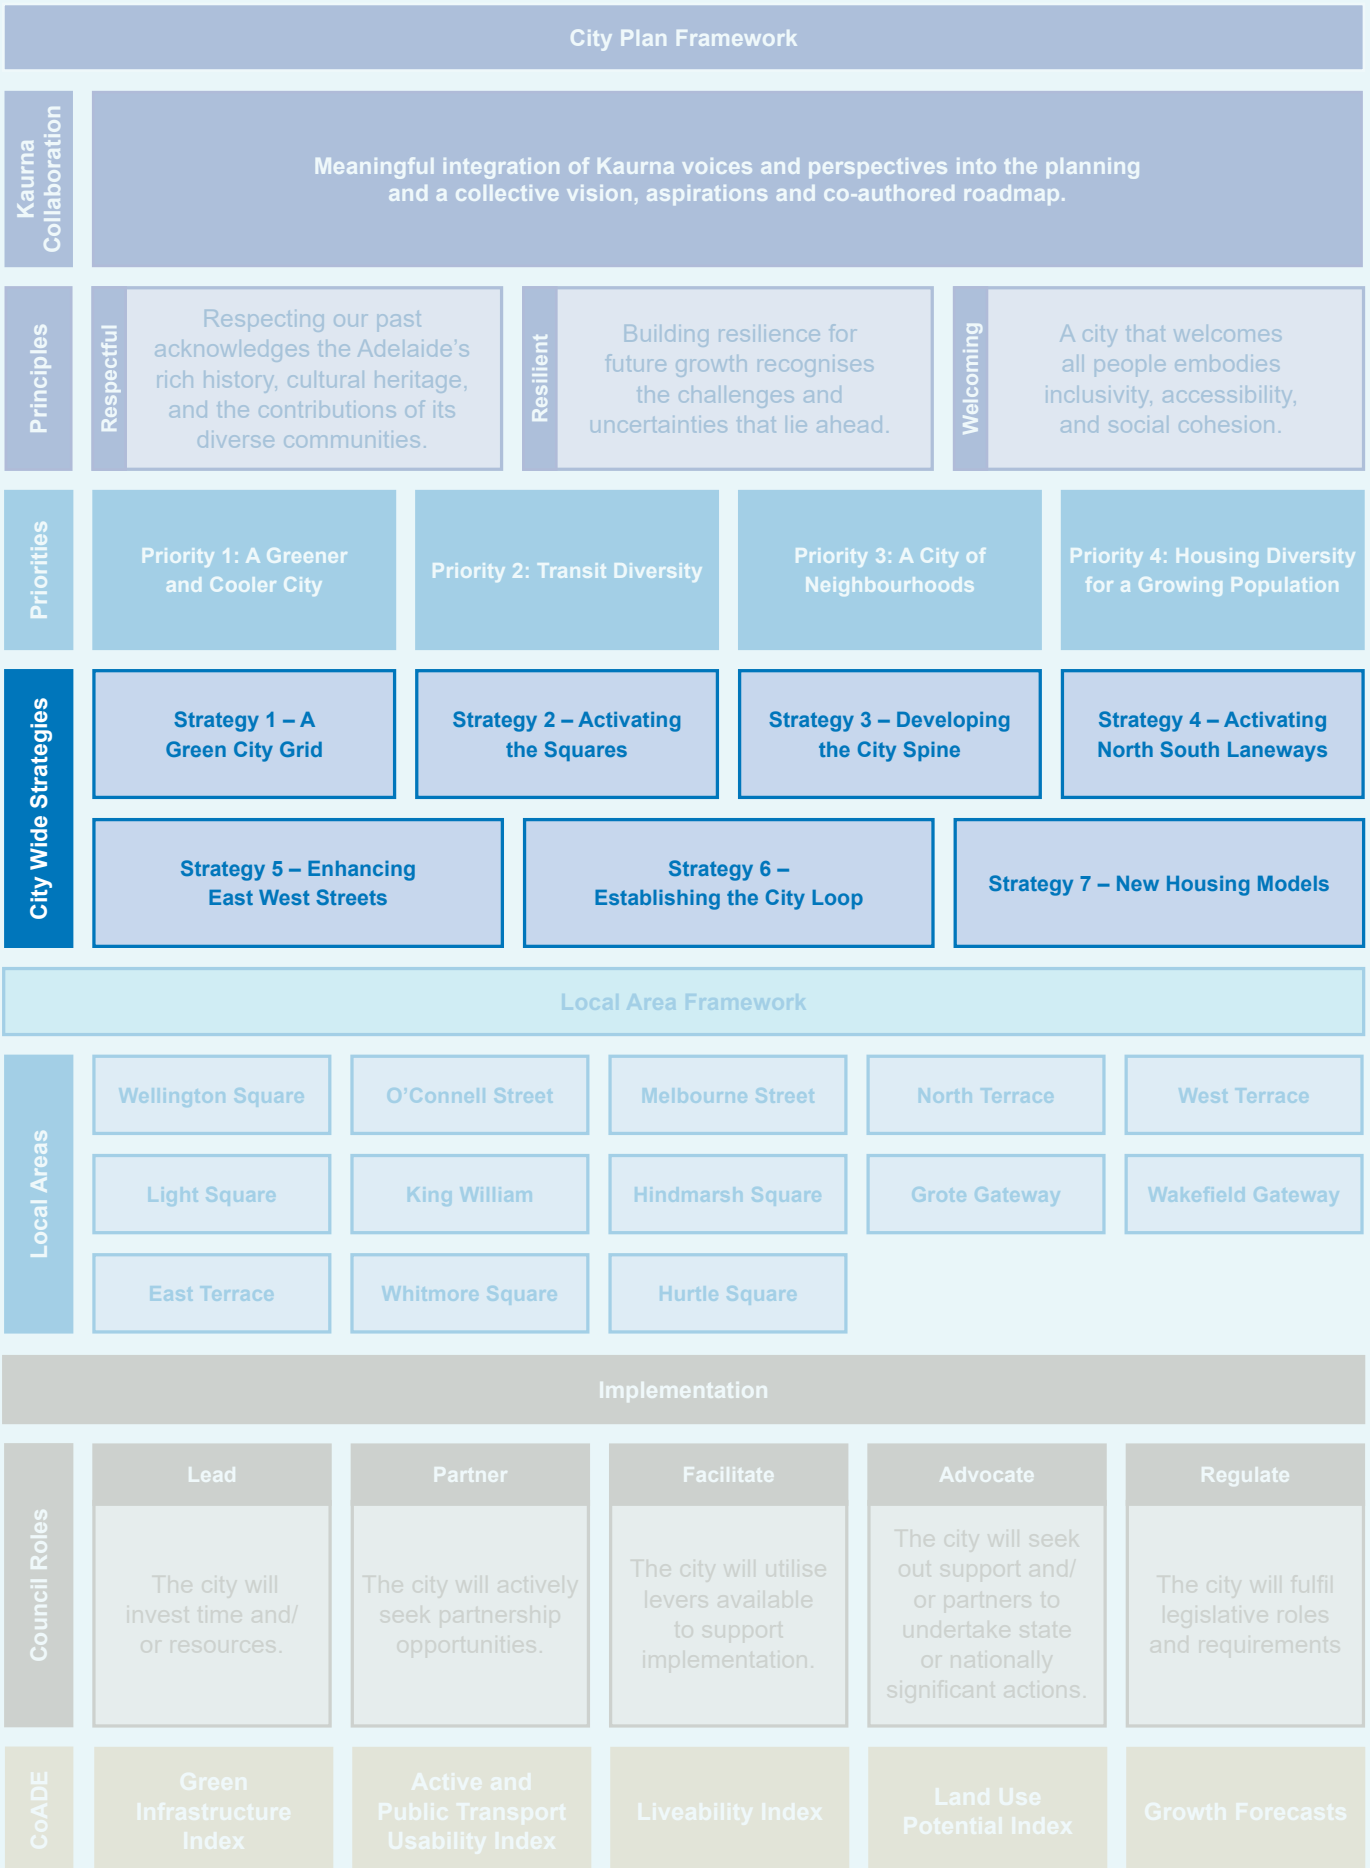 City Plan Framework
Kaurna
Collaboration
Meaningful integration of Kaurna voices and perspectives into the planning
and a collective vision, aspirations and co-authored roadmap.
Principles
Respectful
Respecting our past
acknowledges the Adelaide’s
rich history, cultural heritage,
and the contributions of its
diverse communities.
Resilient
Building resilience for
future growth recognises
the challenges and
uncertainties that lie ahead.
Welcoming
A city that welcomes
all people embodies
inclusivity, accessibility,
and social cohesion.
Priorities
Priority 1: A Greener
and Cooler City
Priority 2: Transit Diversity
Priority 3: A City of
Neighbourhoods
Priority 4: Housing Diversity
for a Growing Population
City Wide Strategies
Strategy 1 – A
Green City Grid
Strategy 2 – Activating
the Squares
Strategy 3 – Developing
the City Spine
Strategy 4 – Activating
North South Laneways
Strategy 5 – Enhancing
East West Streets
Strategy 6 –
Establishing the City Loop
Strategy 7 – New Housing Models
Local Area Framework
Local Areas
Wellington Square
O’Connell Street
Melbourne Street
North Terrace
West Terrace
Light Square
King William
Hindmarsh Square
Grote Gateway
Wakefield Gateway
East Terrace
Whitmore Square
Hurtle Square
Implementation
Council Roles
Lead
The city will
invest time and/
or resources.
Partner
The city will actively
seek partnership
opportunities.
Facilitate
The city will utilise
levers available
to support
implementation.
Advocate
The city will seek
out support and/
or partners to
undertake state
or nationally
significant actions.
Regulate
The city will fulfil
legislative roles
and requirements
CoADE
Green
Infrastructure
Index
Active and
Public Transport
Usability Index
Liveability Index
Land Use
Potential Index
Growth Forecasts